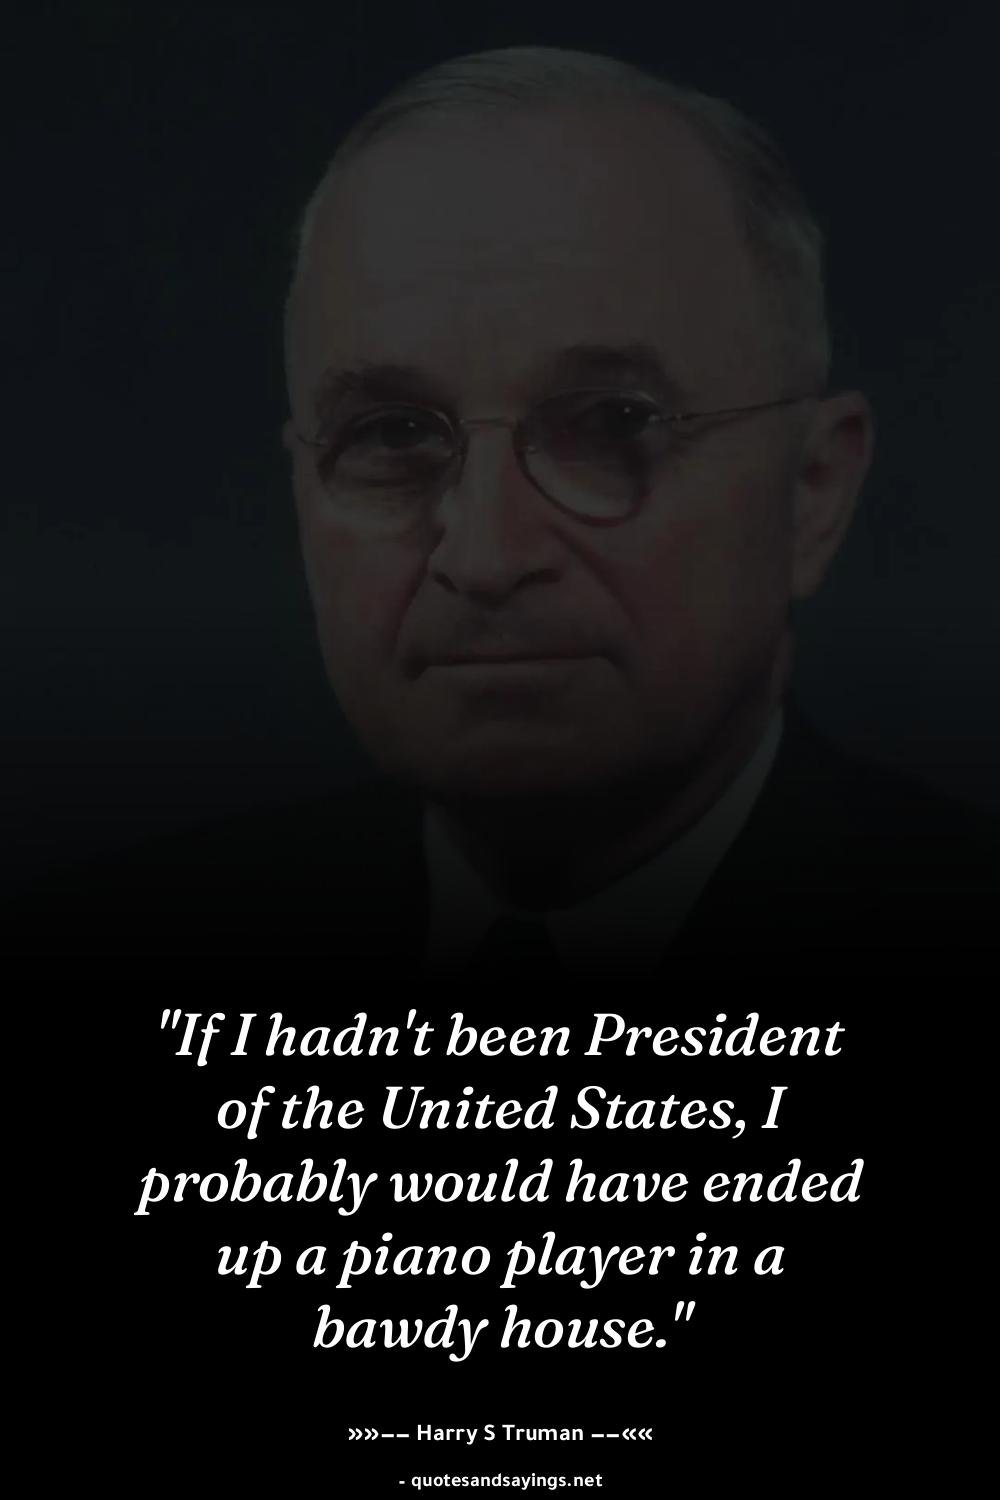 "If I hadn't been President
of the United States, I
probably would have ended
up a piano player in a
bawdy house."
»»–– Harry S Truman ––««
- quotesandsayings.net